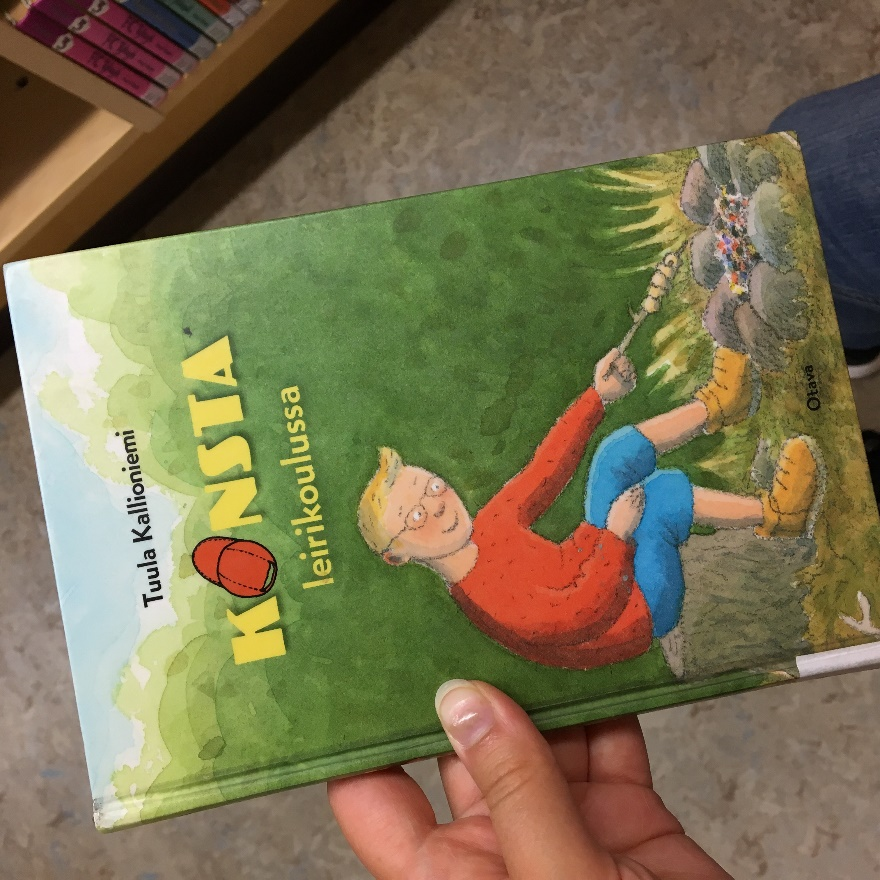 Tuula Kallioniemi
KONSTA
leirikoulussa
Otava